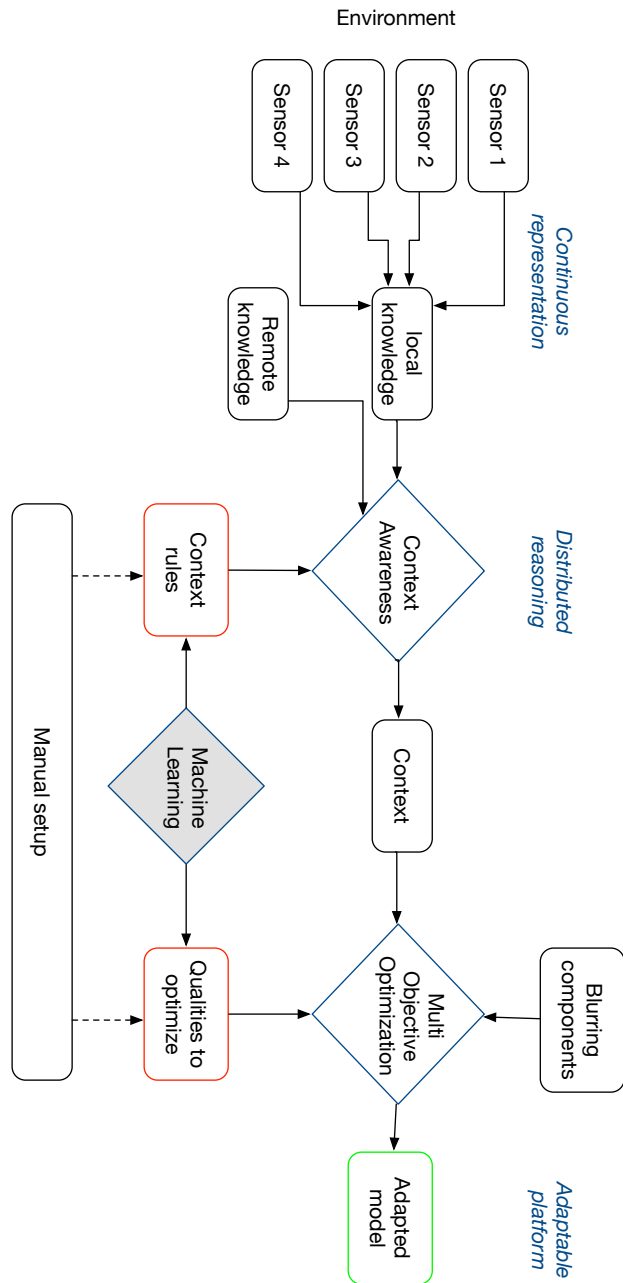 Environment
Continuous
representation
Distributed
reasoning
Adaptable
platform
Sensor 1
Sensor 2
Sensor 3
Sensor 4
local
knowledge
Remote
knowledge
Context
Awareness
Context
Multi
Objective
Optimization
Blurring
components
Adapted
model
Context
rules
Machine
Learning
Qualities to
optimize
Manual setup